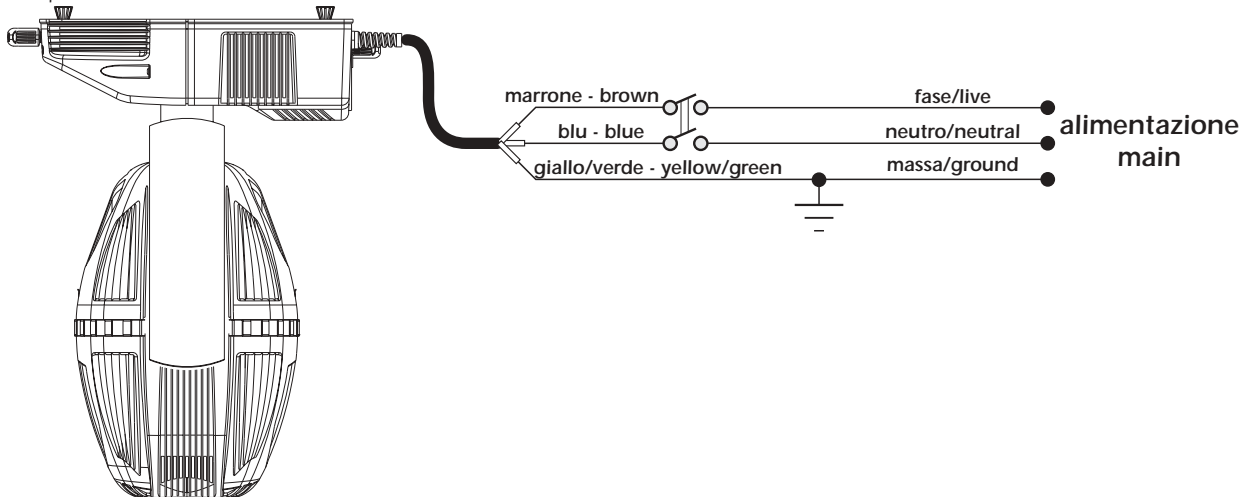 marrone - brown
fase/live
blu - blue
neutro/neutral
giallo/verde - yellow/green
massa/ground
alimentazione
main